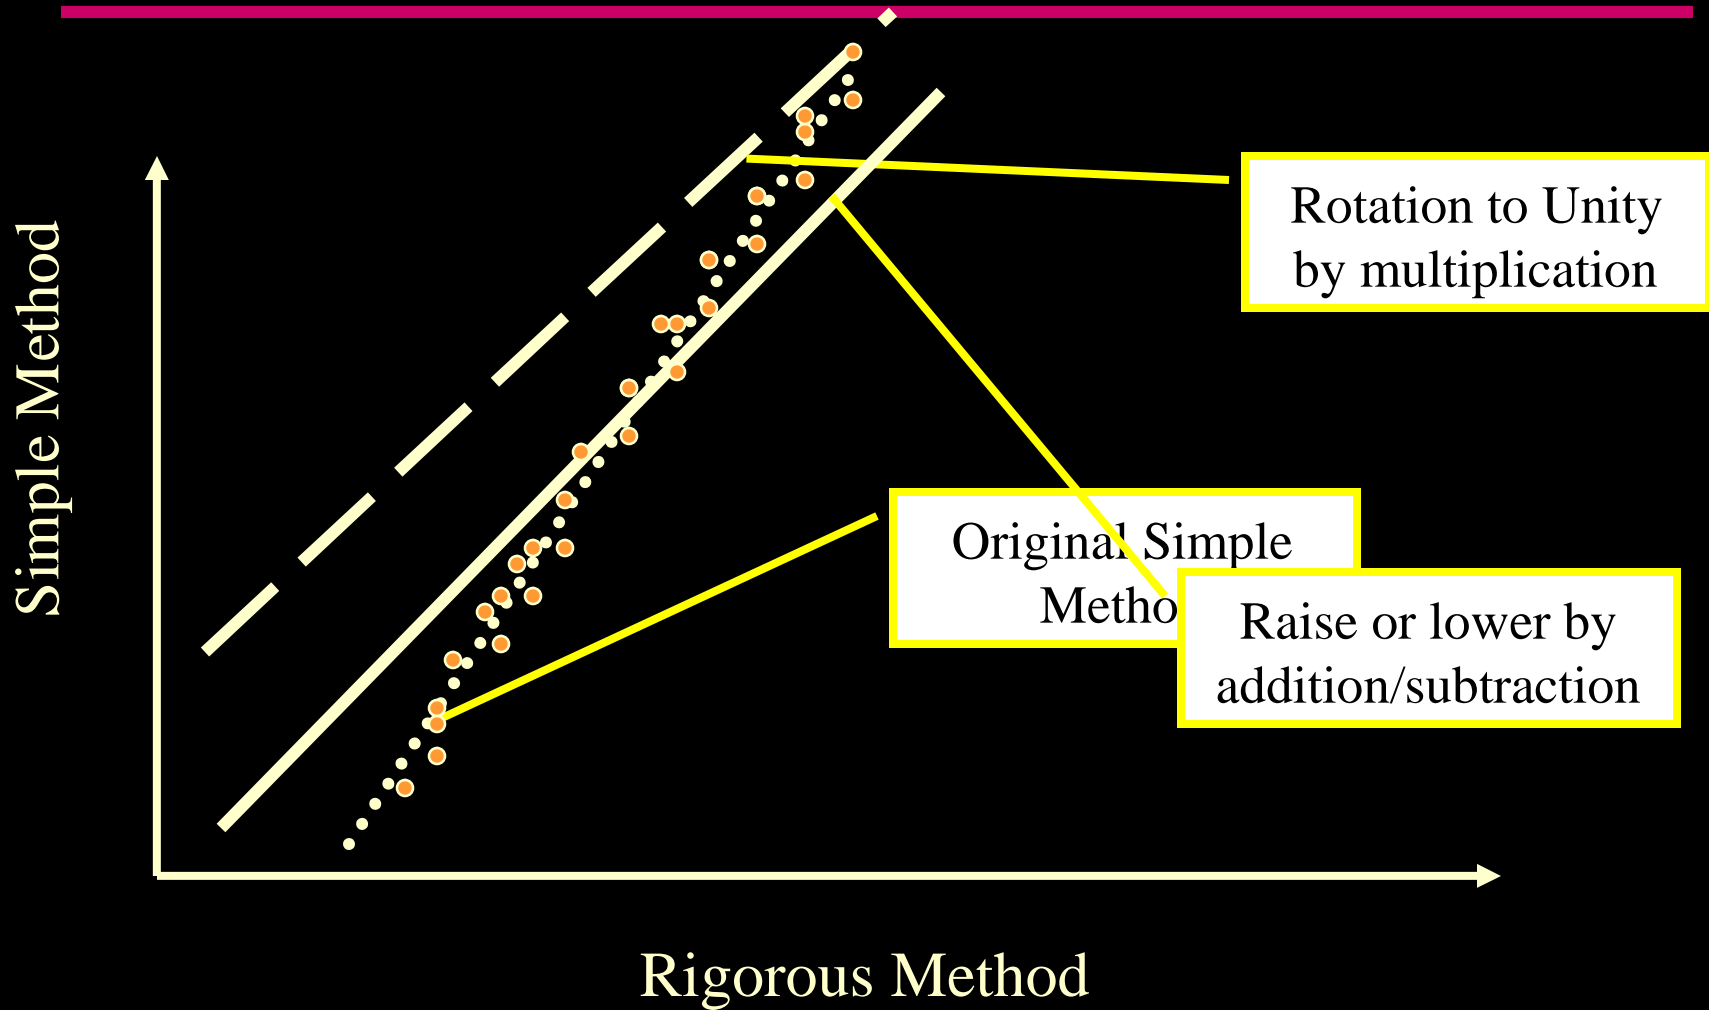 Simple Method
Rotation to Unity
by multiplication
Original Simple
Metho
Raise or lower by
addition/subtraction
Rigorous Method